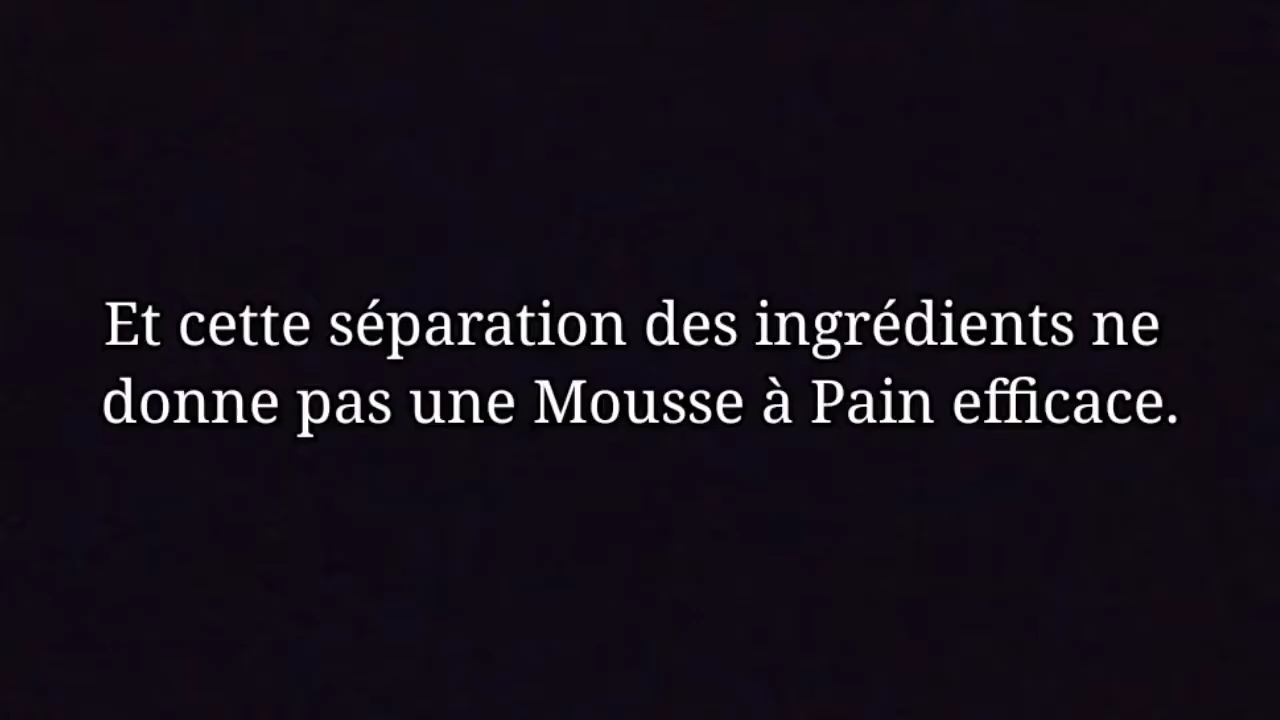 Et cette séparation des ingrédients ne
donne pas une Mousse à Pain efficace.